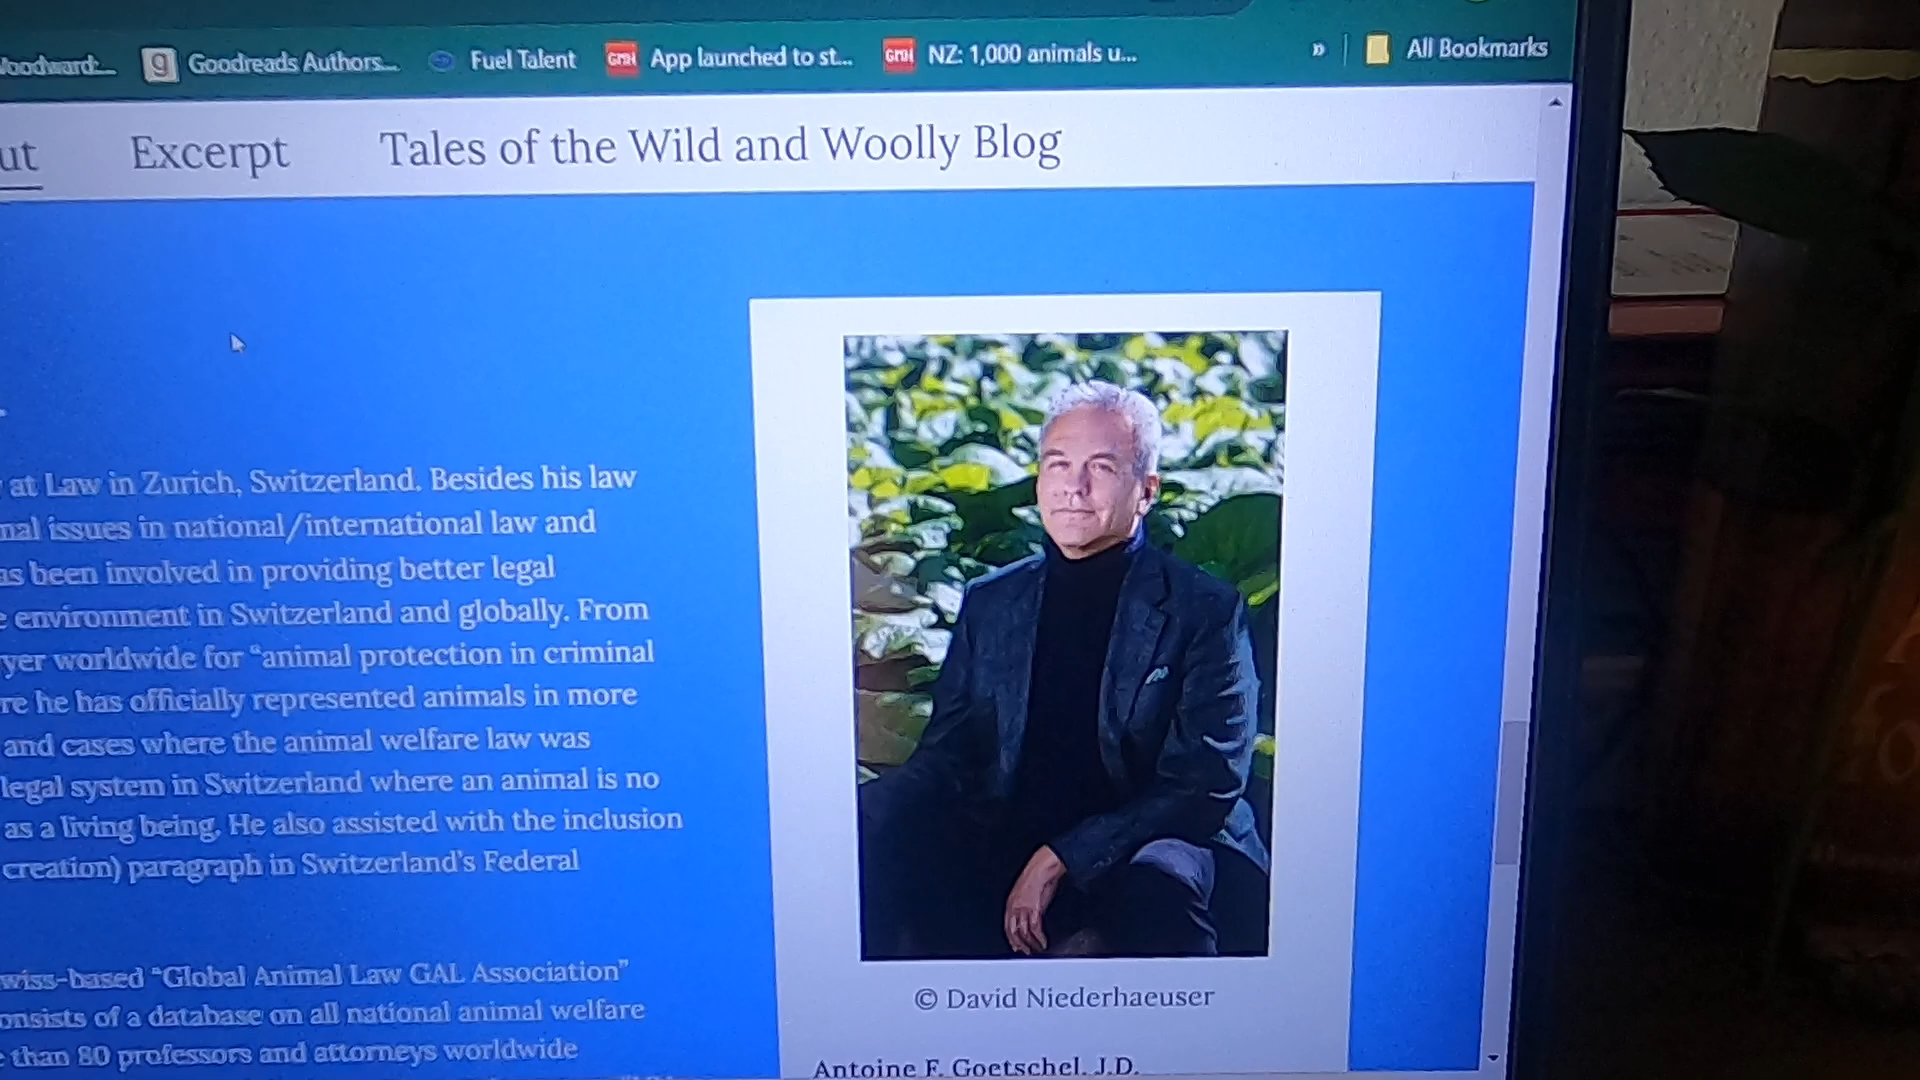 Goodreads Authors... Fuel Talent GMH App launched to st... GMH NZ: 1,000 animals u... » All Bookmarks
ut Excerpt Tales of the Wild and Woolly Blog
at Law in Zurich, Switzerland. Besides his law
nal issues in national/international law and
as been involved in providing better legal
e environment in Switzerland and globally. From
yer worldwide for “animal protection in criminal
re he has officially represented animals in more
and cases where the animal welfare law was
legal system in Switzerland where an animal is no
as a living being. He also assisted with the inclusion
creation) paragraph in Switzerland's Federal
wiss-based “Global Animal Law GAL Association”
onsists of a database on all national animal welfare
e than 80 professors and attorneys worldwide
© David Niederhaeuser
Antoine F. Goetschel, J.D.